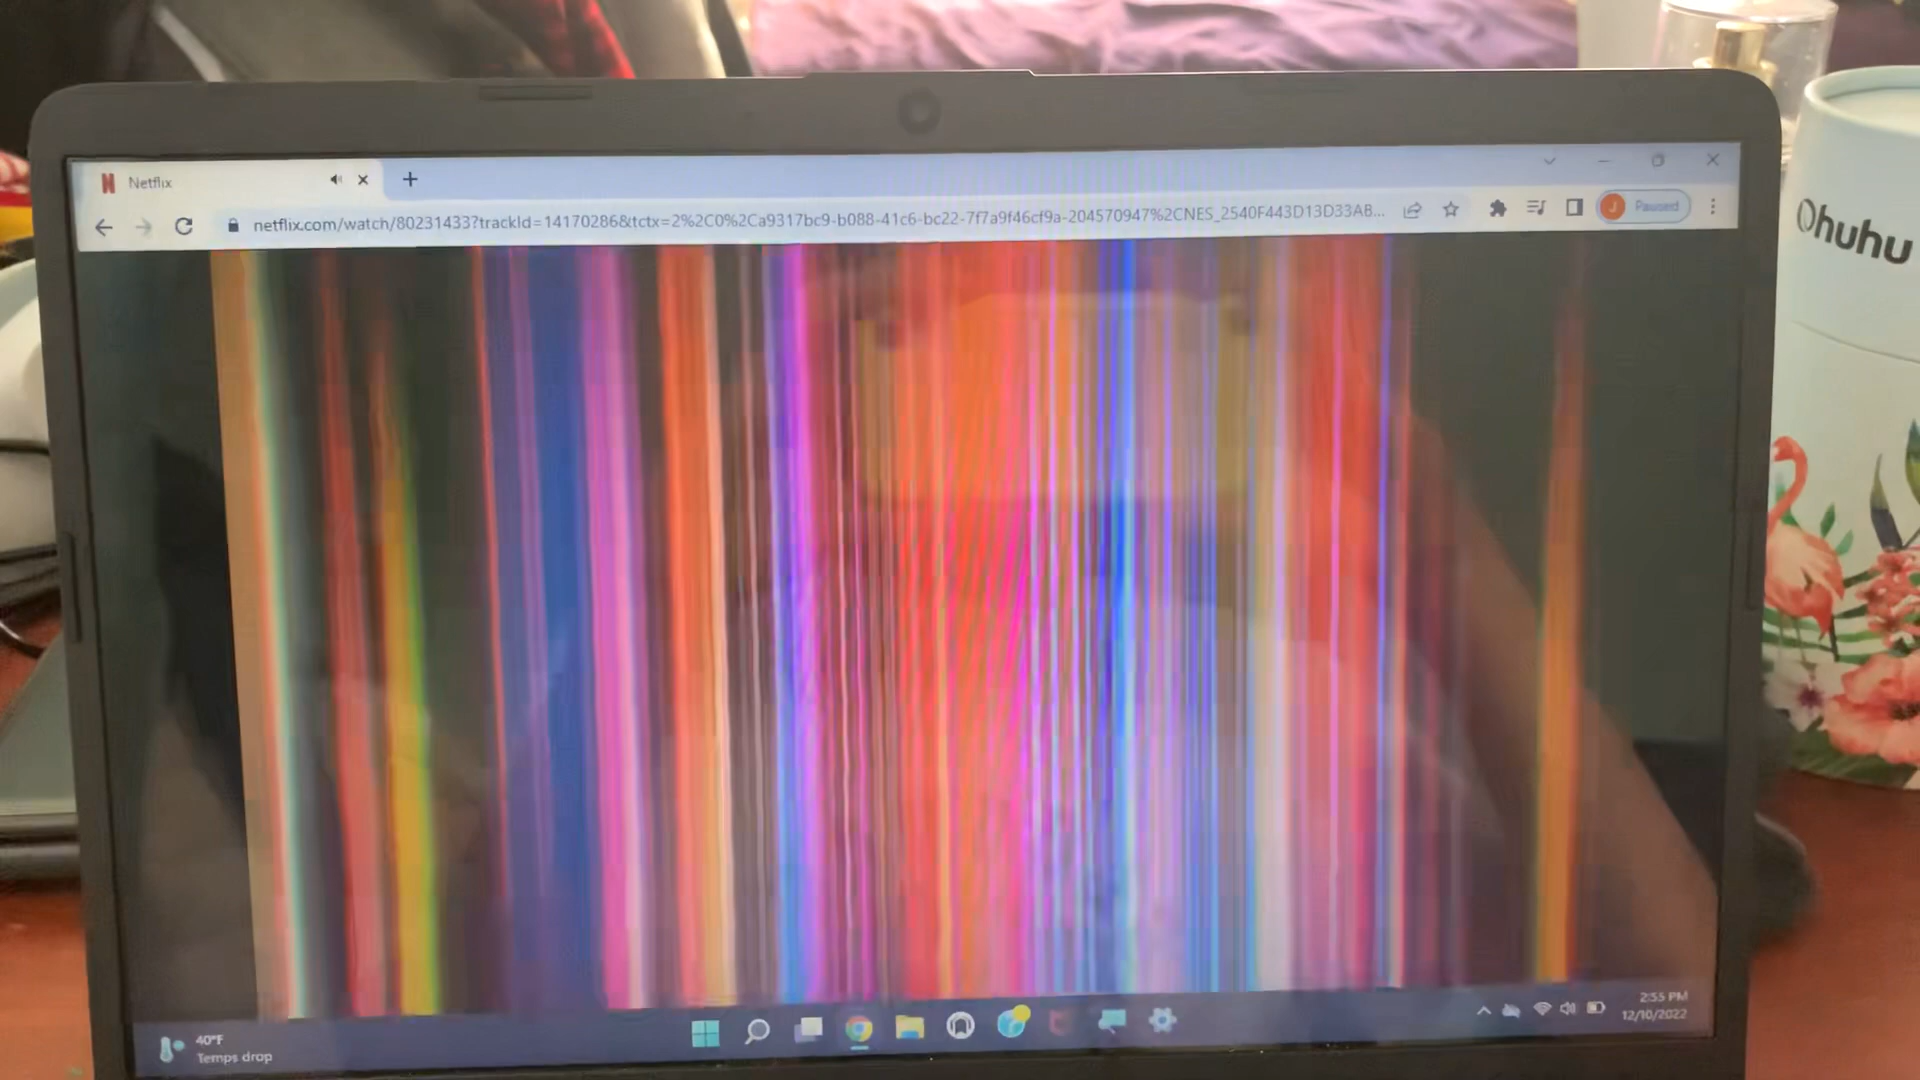 Netflix
netflix.com/watch/80231433?trackId=14170286&tctx=2%2C0%2Ca9317bc9-b088-41c6-bc22-7f7a9f46cf9a-204570947%2CNES_2540F443D13D33AB...
J Paused
Ohuhu
40°F
Temps drop
2:55 PM
12/10/2022